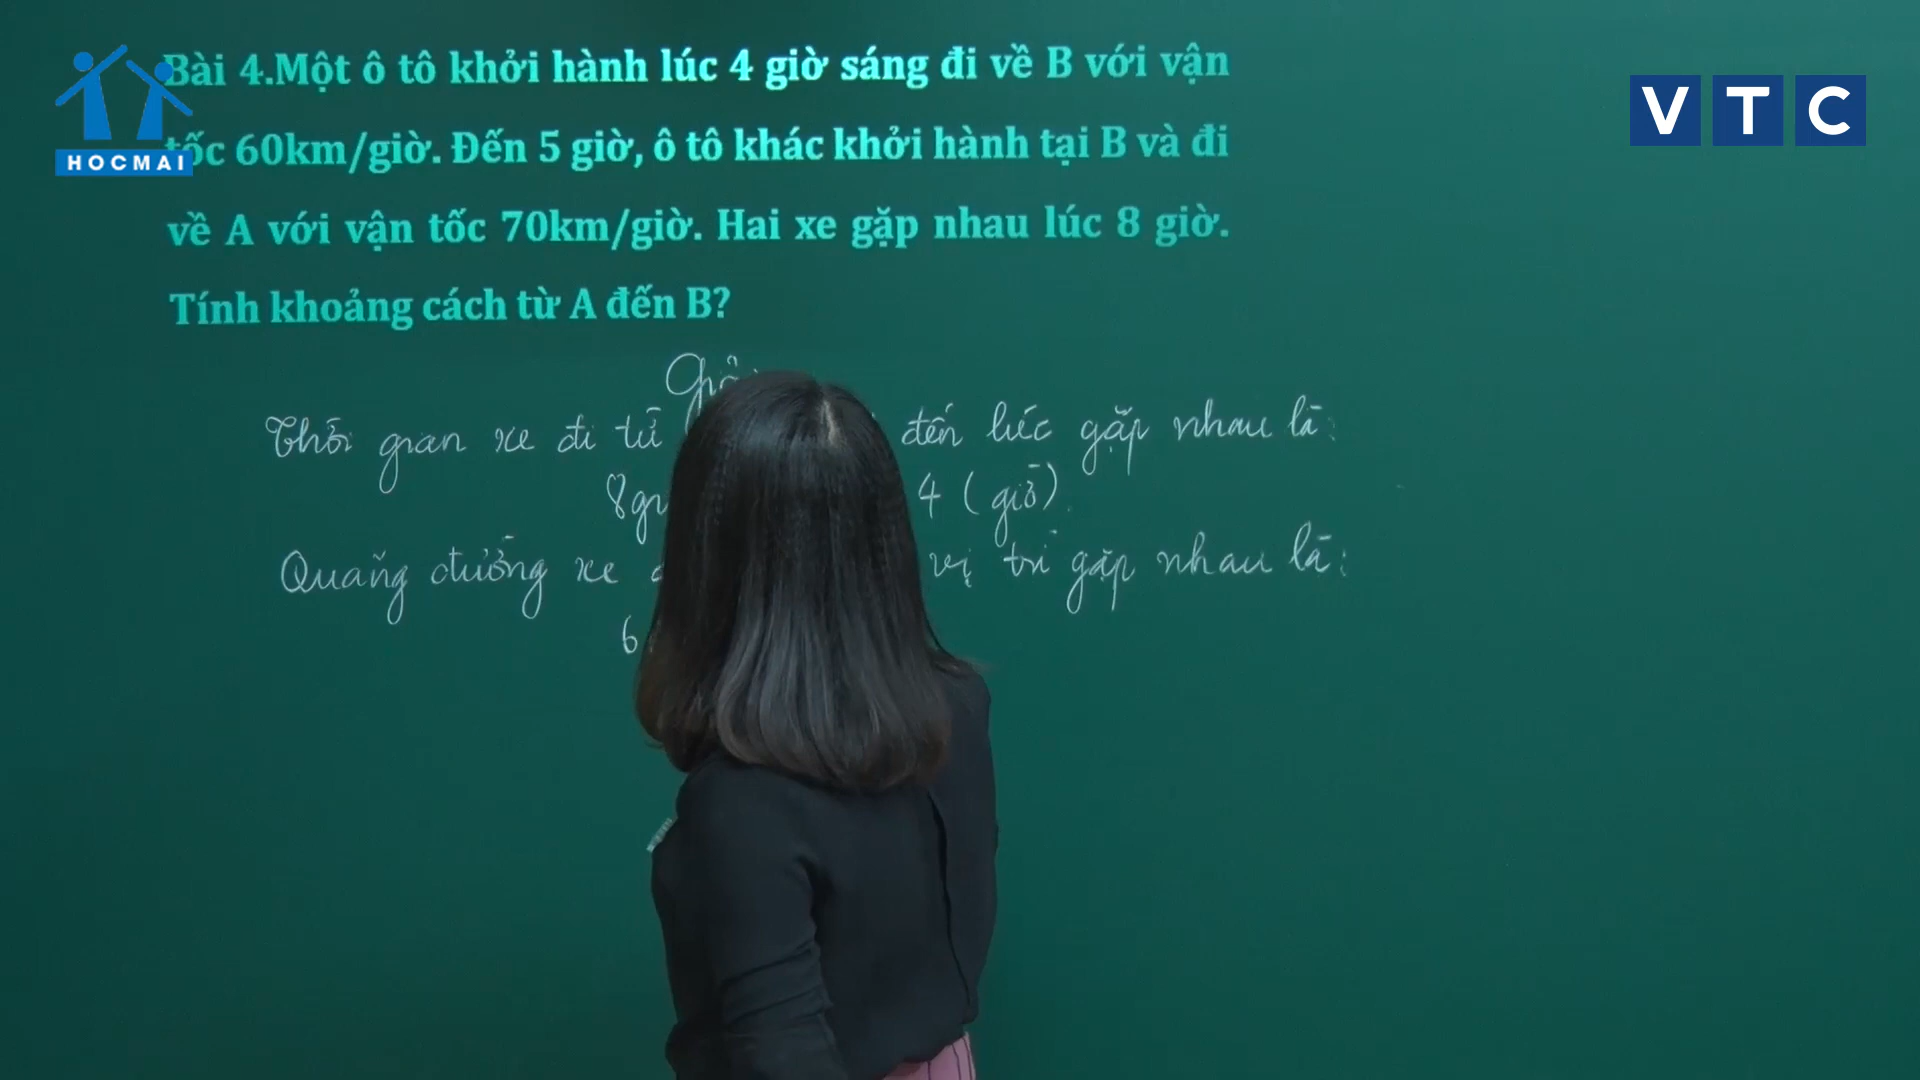 Bài 4.Một ô tô khởi hành lúc 4 giờ sáng đi về B với vận
tốc 60km/giờ. Đến 5 giờ, ô tô khác khởi hành tại B và đi
về A với vận tốc 70km/giờ. Hai xe gặp nhau lúc 8 giờ.
Tính khoảng cách từ A đến B?
HOCMAI
VTC
Thời gian xe đi từ đến lúc gặp nhau là:
8 4 (giờ).
Quãng đường xe vị trí gặp nhau là:
6